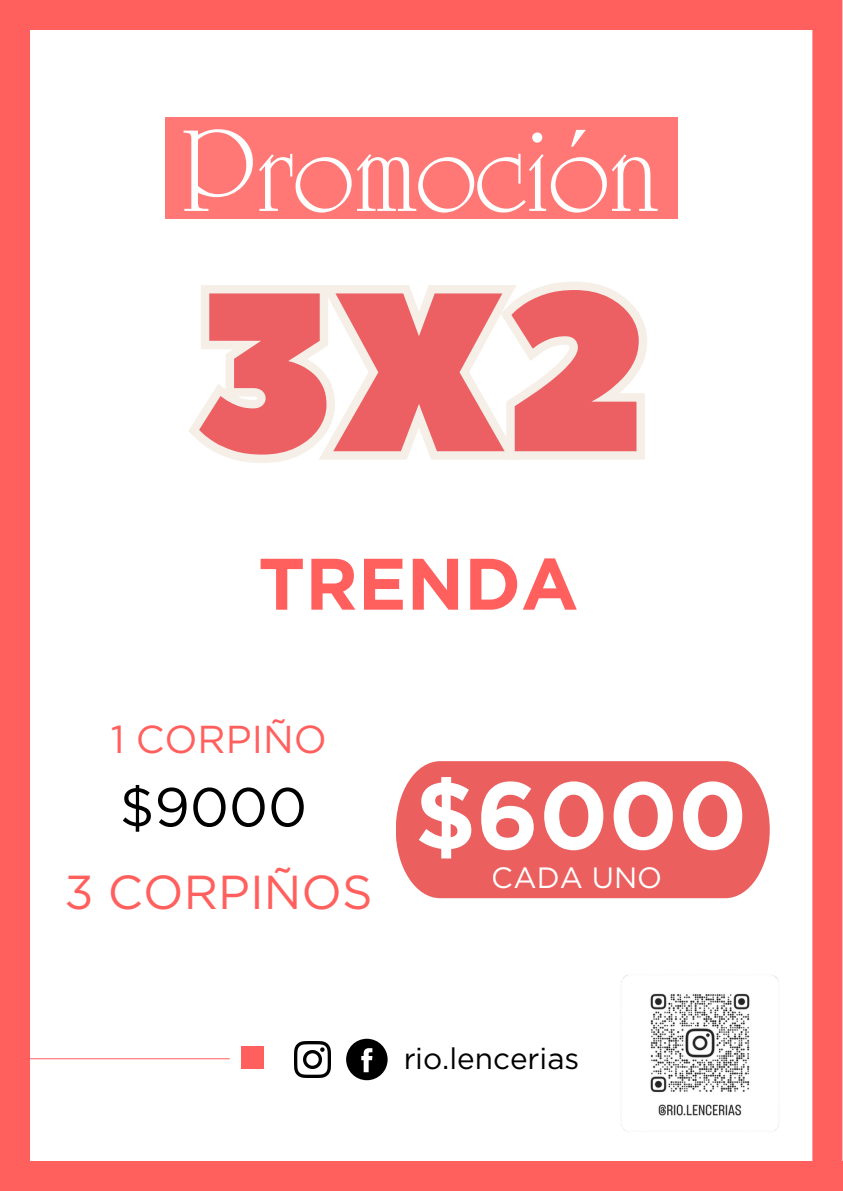 Promoción
3X2
TRENDA
1 CORPIÑO
$9000
3 CORPIÑOS
$6000
CADA UNO
rio.lencerias
@RIO.LENCERIAS